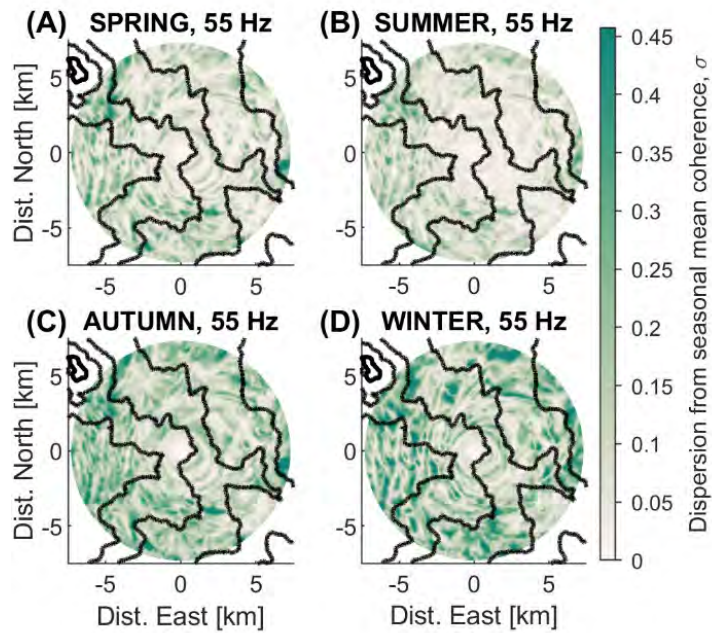 (A) SPRING, 55 Hz
(B) SUMMER, 55 Hz
5
0
-5
Dist. North [km]
-5 0 5
-5 0 5
(C) AUTUMN, 55 Hz
(D) WINTER, 55 Hz
5
0
-5
Dist. North [km]
-5 0 5
-5 0 5
Dist. East [km]
Dist. East [km]
0.45
0.4
0.35
0.3
0.25
0.2
0.15
0.1
0.05
0
Dispersion from seasonal mean coherence, σ